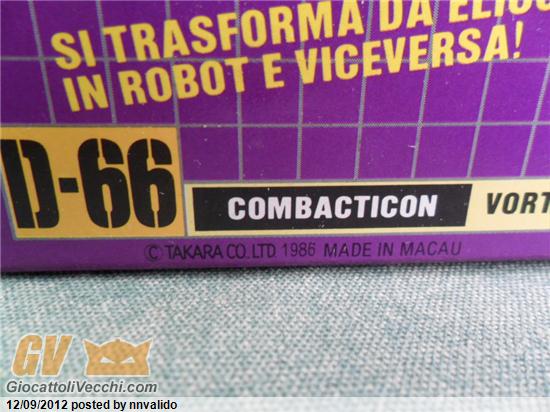 SI TRASFORMA DA
IN ROBOT E VICEVERSA!
D-66
COMBACTICON
© TAKARA CO. LTD. 1986 MADE IN MACAU
GV
GiocattoliVecchi.com
12/09/2012 posted by nnvalido